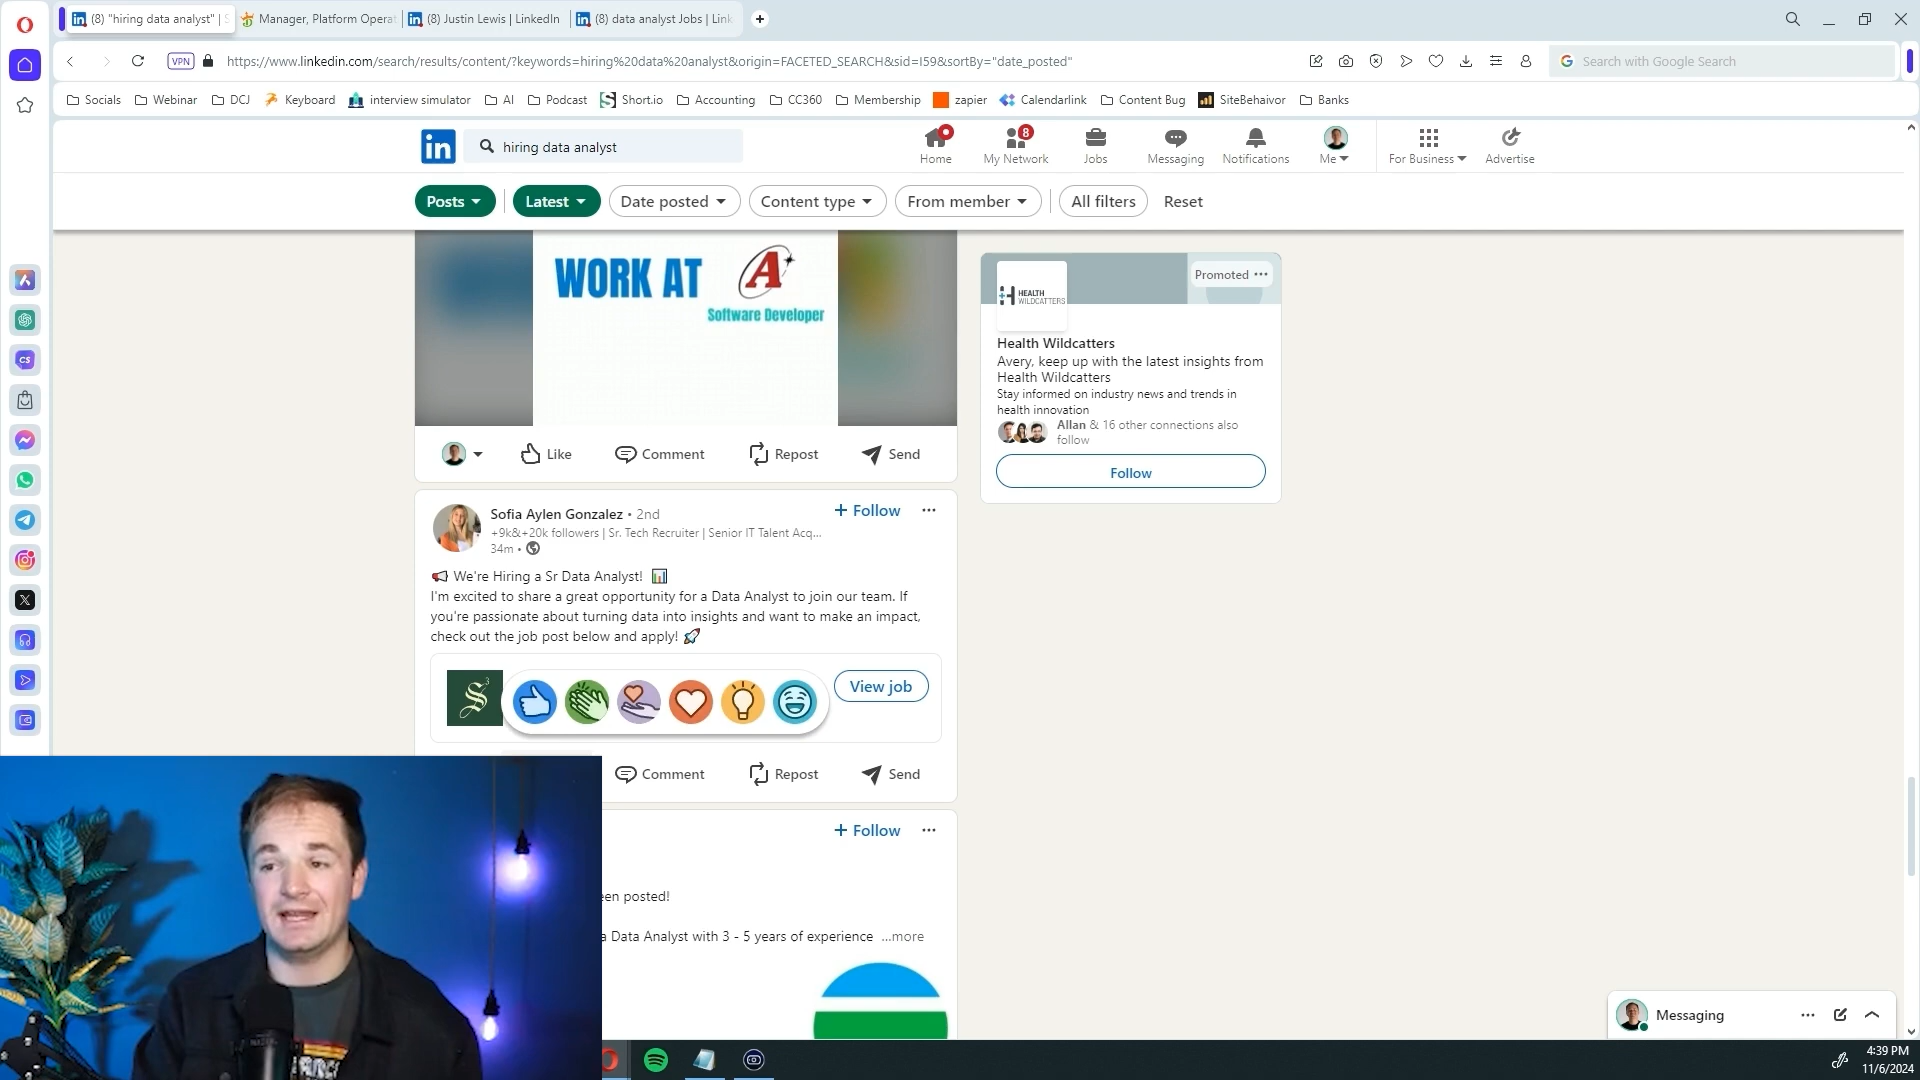 (8) "hiring data analyst" | S
Manager, Platform Opera
(8) Justin Lewis | LinkedIn
(8) data analyst Jobs | Link
VPN
https://www.linkedin.com/search/results/content/?keywords=hiring%20data%20analyst&origin=FACETED_SEARCH&sid=I59&sortBy="date_posted"
Search with Google Search
Socials
Webinar
DCJ
Keyboard
interview simulator
AI
Podcast
Short.io
Accounting
CC360
Membership
zapier
Calendarlink
Content Bug
SiteBehaivor
Banks
in
hiring data analyst
Home
8
My Network
Jobs
Messaging
Notifications
Me
For Business
Advertise
Posts
Latest
Date posted
Content type
From member
All filters
Reset
WORK AT A
Software Developer
Like
Comment
Repost
Send
Promoted
HEALTH
WILDCATTERS
Health Wildcatters
Avery, keep up with the latest insights from
Health Wildcatters
Stay informed on industry news and trends in
health innovation
Allan & 16 other connections also
follow
Follow
CS
Sofia Aylen Gonzalez • 2nd
+ Follow
+9k&+20k followers | Sr. Tech Recruiter | Senior IT Talent Acq...
34m •
We're Hiring a Sr Data Analyst!
I'm excited to share a great opportunity for a Data Analyst to join our team. If
you're passionate about turning data into insights and want to make an impact,
check out the job post below and apply!
S3
View job
Comment
Repost
Send
+ Follow
en posted!
a Data Analyst with 3 - 5 years of experience ...more
Messaging
4:39 PM
11/6/2024